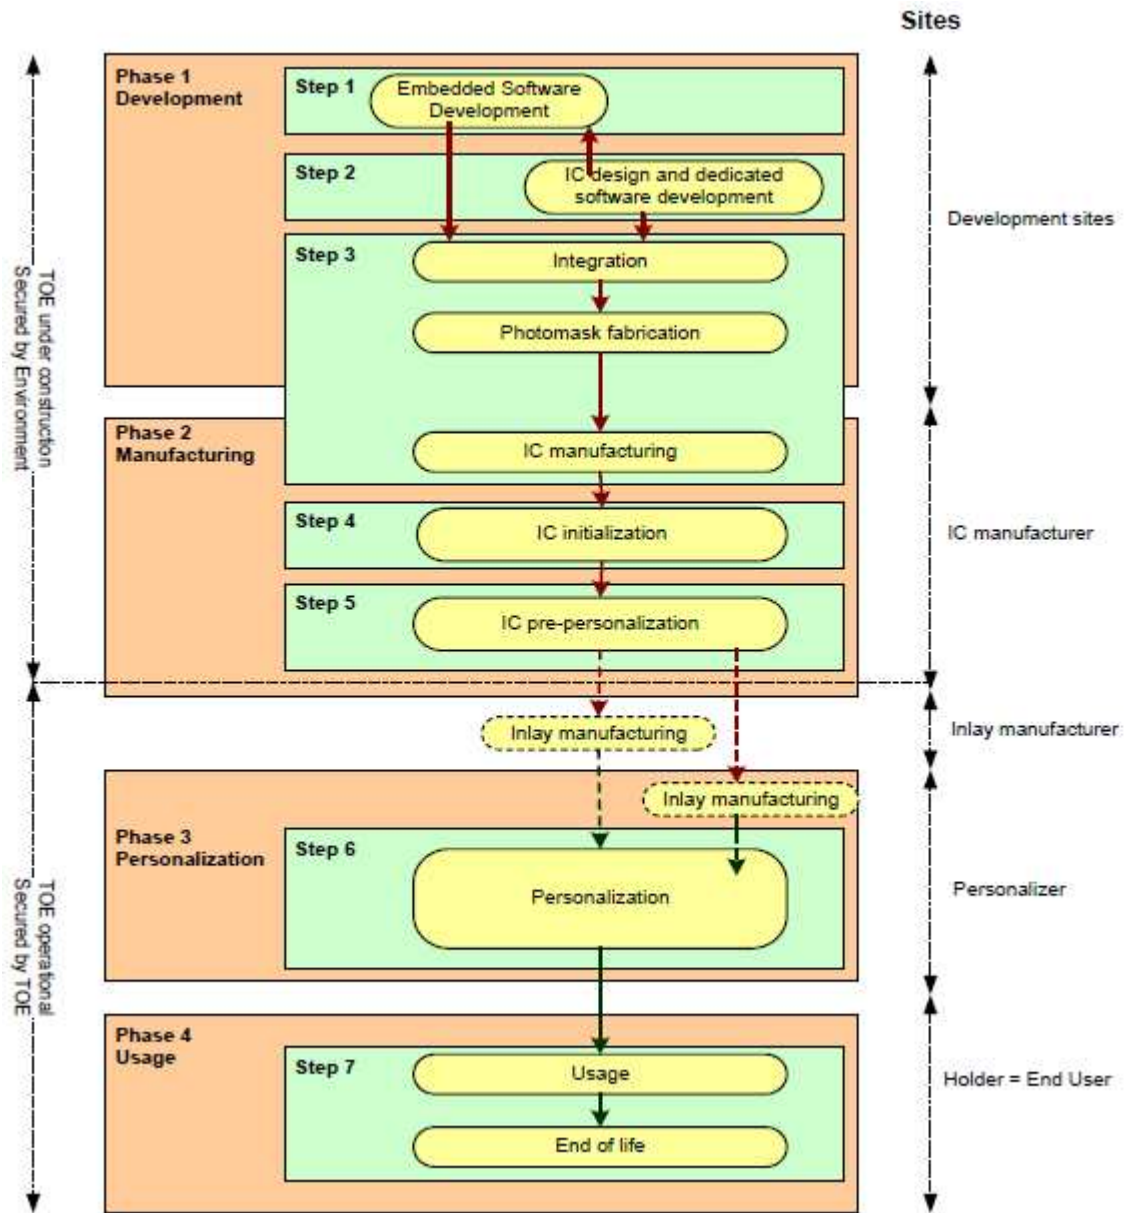 Sites
Phase 1
Development
Step 1
Embedded Software
Development
Step 2
IC design and dedicated
software development
Development sites
Step 3
Integration
Photomask fabrication
TOE under construction
Secured by Environment
Phase 2
Manufacturing
IC manufacturing
Step 4
IC initialization
IC manufacturer
Step 5
IC pre-personalization
Inlay manufacturing
Inlay manufacturer
Inlay manufacturing
Phase 3
Personalization
Step 6
Personalization
Personalizer
TOE operational
Secured by TOE
Phase 4
Usage
Step 7
Usage
Holder = End User
End of life